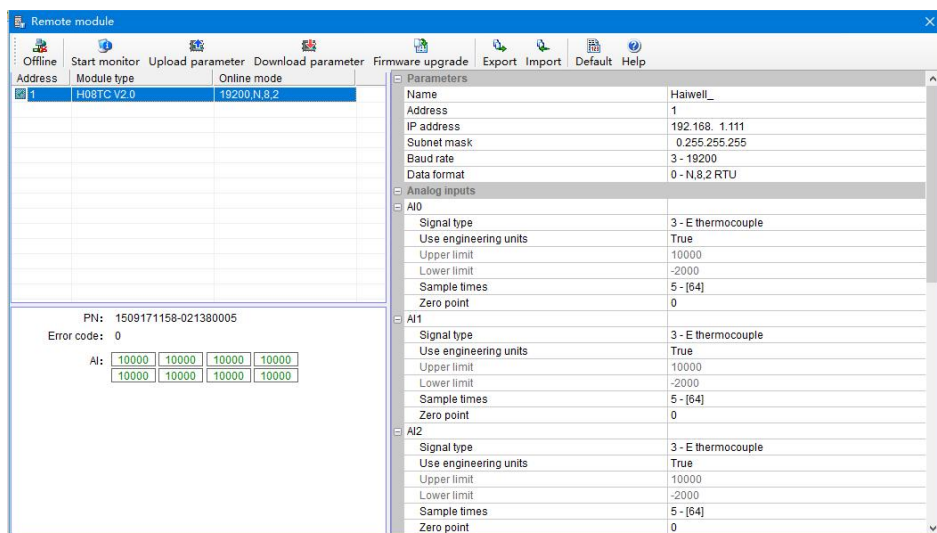 Remote module
Offline Start monitor Upload parameter Download parameter Firmware upgrade Export Import Default Help
Address Module type Online mode
1 H08TC V2.0 19200,N,8,2
PN: 1509171158-021380005
Error code: 0
AI: 10000 10000 10000 10000
10000 10000 10000 10000
Parameters
Name Haiwell_
Address 1
IP address 192.168. 1.111
Subnet mask 0.255.255.255
Baud rate 3 - 19200
Data format 0 - N,8,2 RTU
Analog inputs
AI0
Signal type 3 - E thermocouple
Use engineering units True
Upper limit 10000
Lower limit -2000
Sample times 5 - [64]
Zero point 0
AI1
Signal type 3 - E thermocouple
Use engineering units True
Upper limit 10000
Lower limit -2000
Sample times 5 - [64]
Zero point 0
AI2
Signal type 3 - E thermocouple
Use engineering units True
Upper limit 10000
Lower limit -2000
Sample times 5 - [64]
Zero point 0